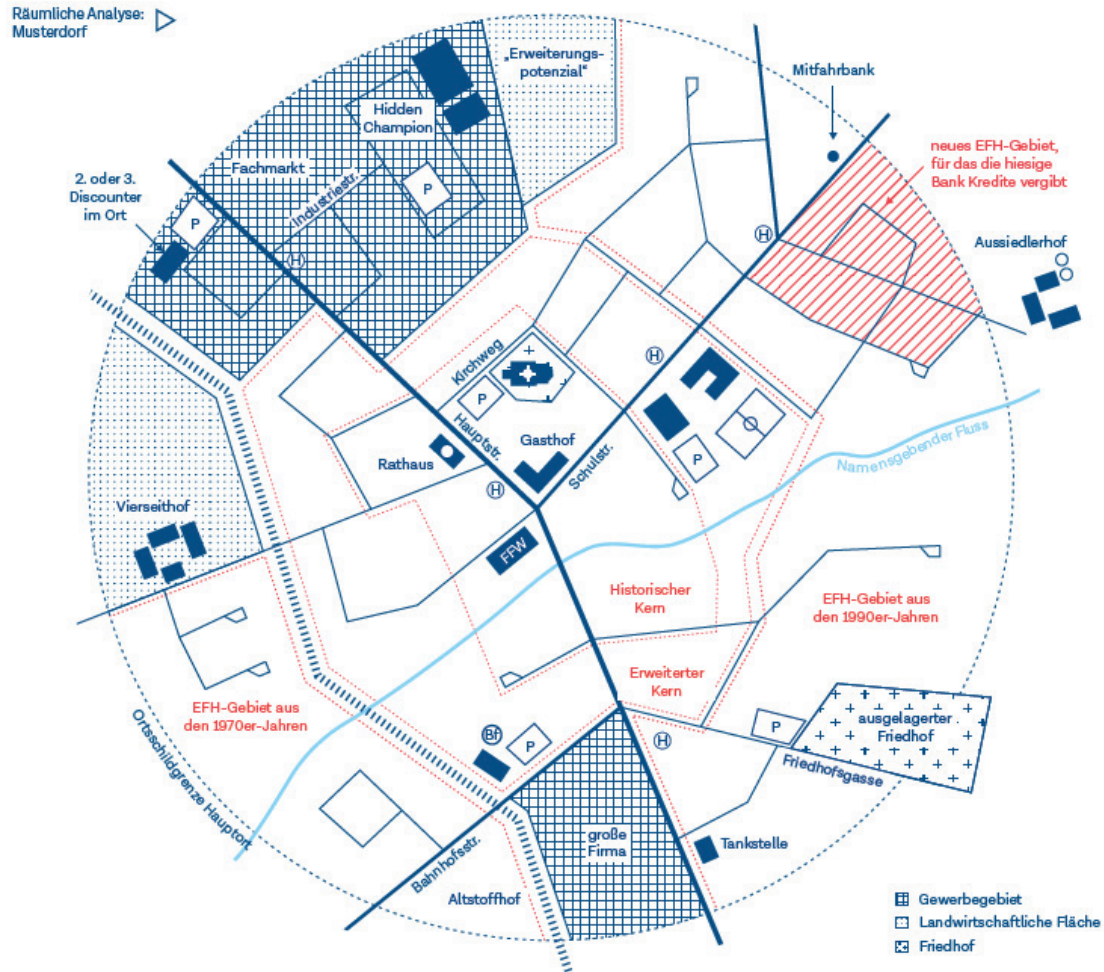 Räumliche Analyse:
Musterdorf
„Erweiterungs-
potenzial“
Mitfahrbank
Hidden
Champion
neues EFH-Gebiet,
für das die hiesige
Bank Kredite vergibt
Fachmarkt
2. oder 3.
Discounter
im Ort
P
P
Industriestr.
H
H
Aussiedlerhof
Kirchweg
H
P
Hauptstr.
Gasthof
Schulstr.
Rathaus
P
H
Namensgebender Fluss
Vierseithof
FFW
Historischer
Kern
EFH-Gebiet aus
den 1990er-Jahren
Erweiterter
Kern
EFH-Gebiet aus
den 1970er-Jahren
Ortsschildgrenze Hauptort
Bf
P
H
P
ausgelagerter
Friedhof
Friedhofsgasse
große
Firma
Tankstelle
Bahnhofsstr.
Altstoffhof
Gewerbegebiet
Landwirtschaftliche Fläche
Friedhof